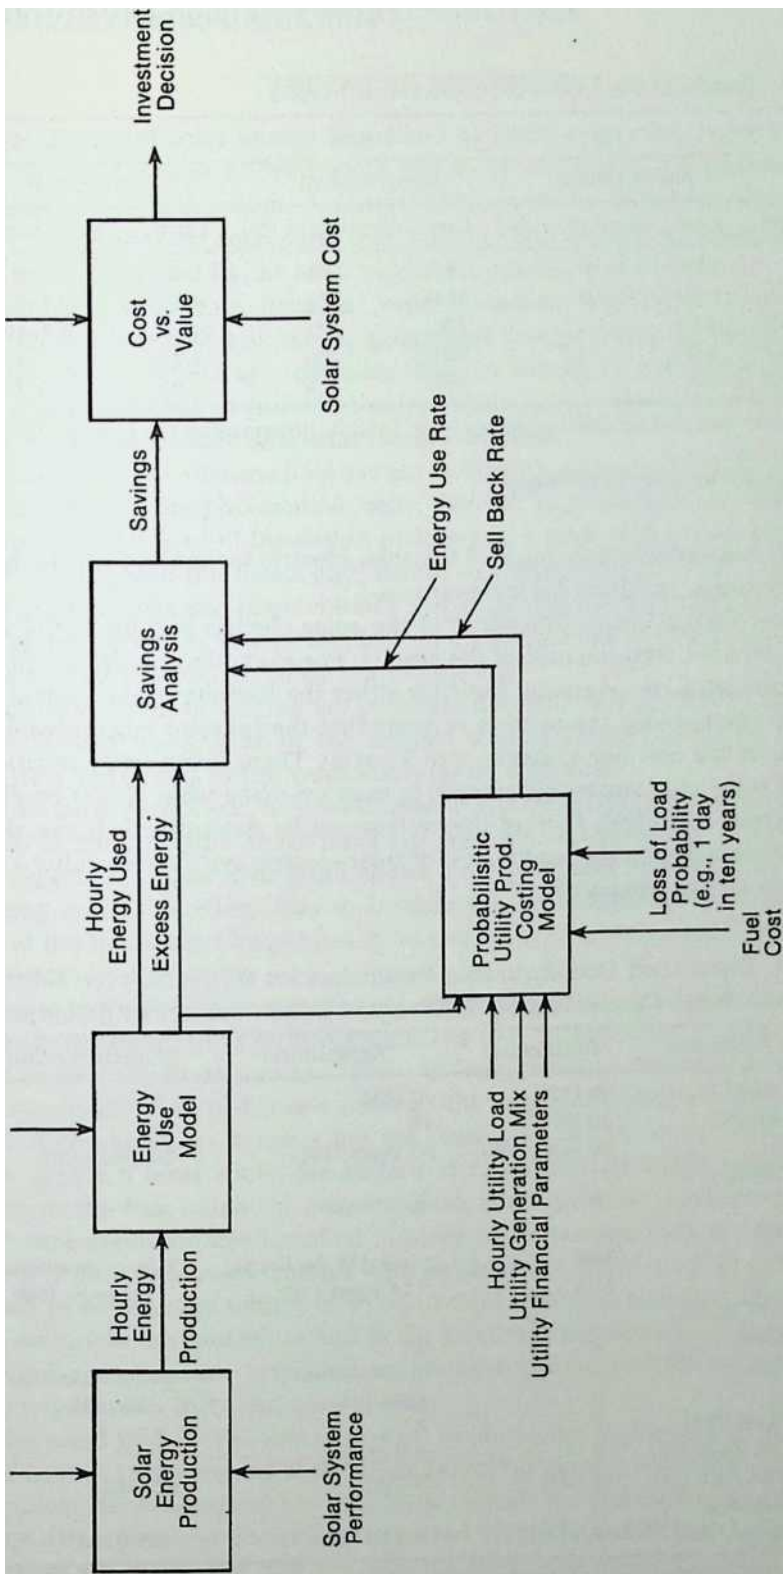 Solar
Energy
Production
Solar System
Performance
Hourly
Energy
Production
Energy
Use
Model
Hourly
Energy Used
Excess Energy
Hourly Utility Load
Utility Generation Mix
Utility Financial Parameters
Probabilisitic
Utility Prod.
Costing
Model
Fuel
Cost
Loss of Load
Probability
(e.g., 1 day
in ten years)
Savings
Analysis
Energy Use Rate
Sell Back Rate
Savings
Cost
vs.
Value
Solar System Cost
Investment
Decision